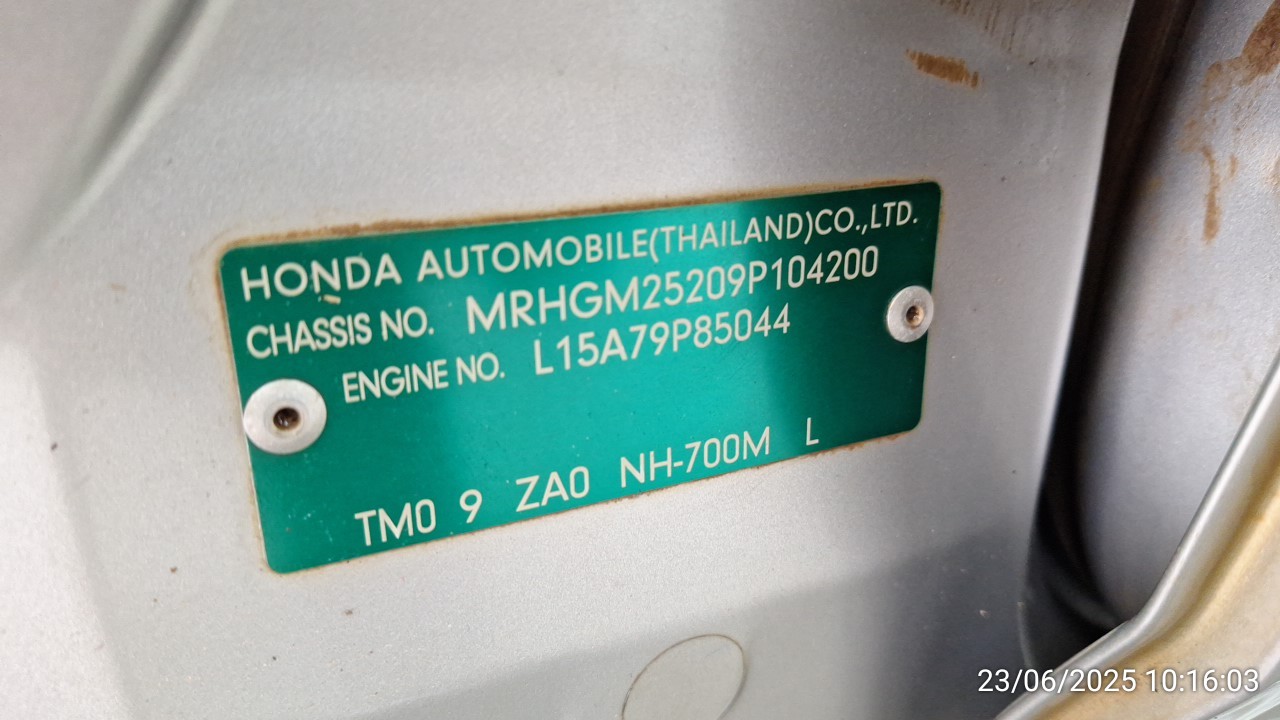 HONDA AUTOMOBILE(THAILAND)CO.,LTD.
CHASSIS NO. MRHGM25209P104200
ENGINE NO. L15A79P85044
TM0 9 ZA0 NH-700M L
23/06/2025 10:16:03